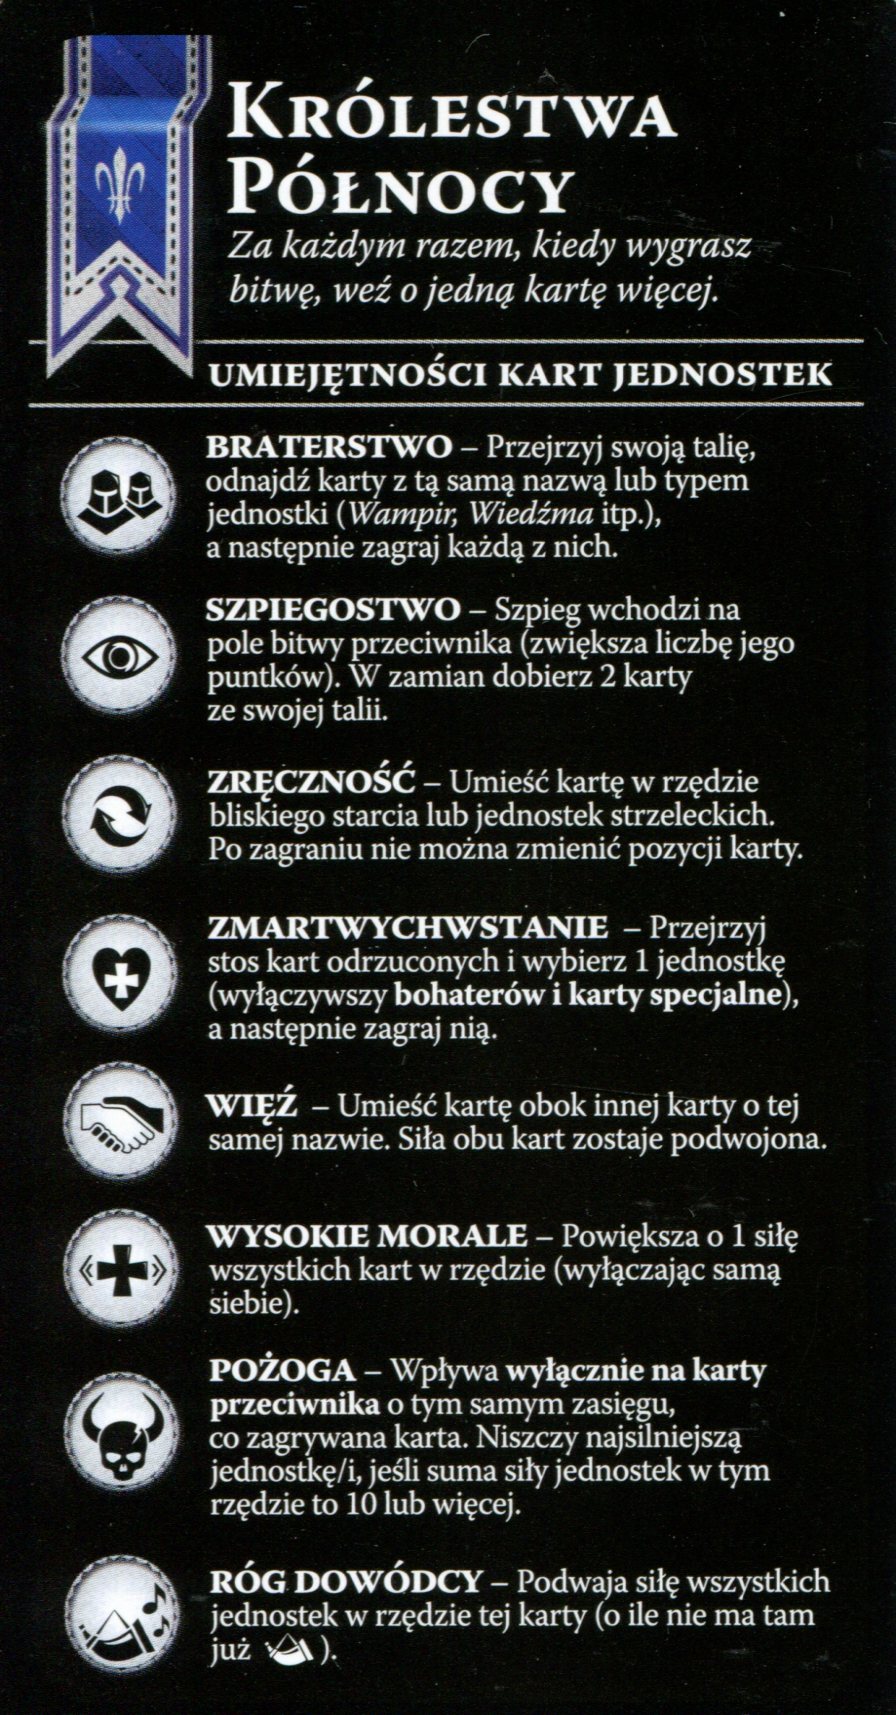 KRÓLESTWA
PÓŁNOCY
Za każdym razem, kiedy wygrasz
bitwę, weź o jedną kartę więcej.
UMIEJĘTNOŚCI KART JEDNOSTEK
BRATERSTWO – Przejrzyj swoją talię,
odnajdź karty z tą samą nazwą lub typem
jednostki (Wampir, Wiedźma itp.),
a następnie zagraj każdą z nich.
SZPIEGOSTWO – Szpieg wchodzi na
pole bitwy przeciwnika (zwiększa liczbę jego
puntków). W zamian dobierz 2 karty
ze swojej talii.
ZRĘCZNOŚĆ – Umieść kartę w rzędzie
bliskiego starcia lub jednostek strzeleckich.
Po zagraniu nie można zmienić pozycji karty.
ZMARTWYCHWSTANIE – Przejrzyj
stos kart odrzuconych i wybierz 1 jednostkę
(wyłączywszy bohaterów i karty specjalne),
a następnie zagraj nią.
WIĘŹ – Umieść kartę obok innej karty o tej
samej nazwie. Siła obu kart zostaje podwojona.
WYSOKIE MORALE – Powiększa o 1 siłę
wszystkich kart w rzędzie (wyłączając samą
siebie).
POŻOGA – Wpływa wyłącznie na karty
przeciwnika o tym samym zasięgu,
co zagrywana karta. Niszczy najsilniejszą
jednostkę/i, jeśli suma siły jednostek w tym
rzędzie to 10 lub więcej.
RÓG DOWÓDCY – Podwaja siłę wszystkich
jednostek w rzędzie tej karty (o ile nie ma tam
już ).